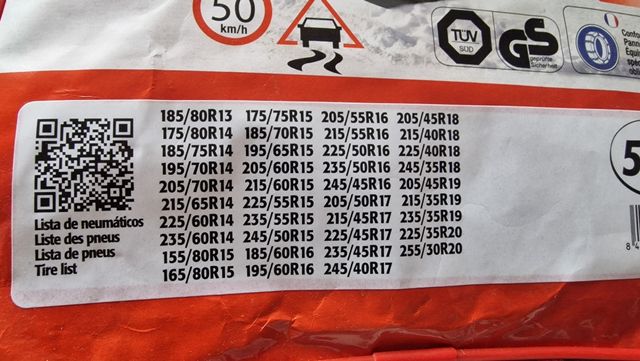 50
km/h
TÜV
SÜD
GS
geprüfte
Sicherheit
185/80R13 175/75R15 205/55R16 205/45R18
175/80R14 185/70R15 215/55R16 215/40R18
185/75R14 195/65R15 225/50R16 225/40R18
195/70R14 205/60R15 235/50R16 245/35R18
205/70R14 215/60R15 245/45R16 205/45R19
215/65R14 225/55R15 205/50R17 215/35R19
225/60R14 235/55R15 215/45R17 235/35R19
235/60R14 245/50R15 225/45R17 225/35R20
155/80R15 185/60R16 235/45R17 255/30R20
165/80R15 195/60R16 245/40R17
Lista de neumáticos
Liste des pneus
Lista de pneus
Tire list
5
8